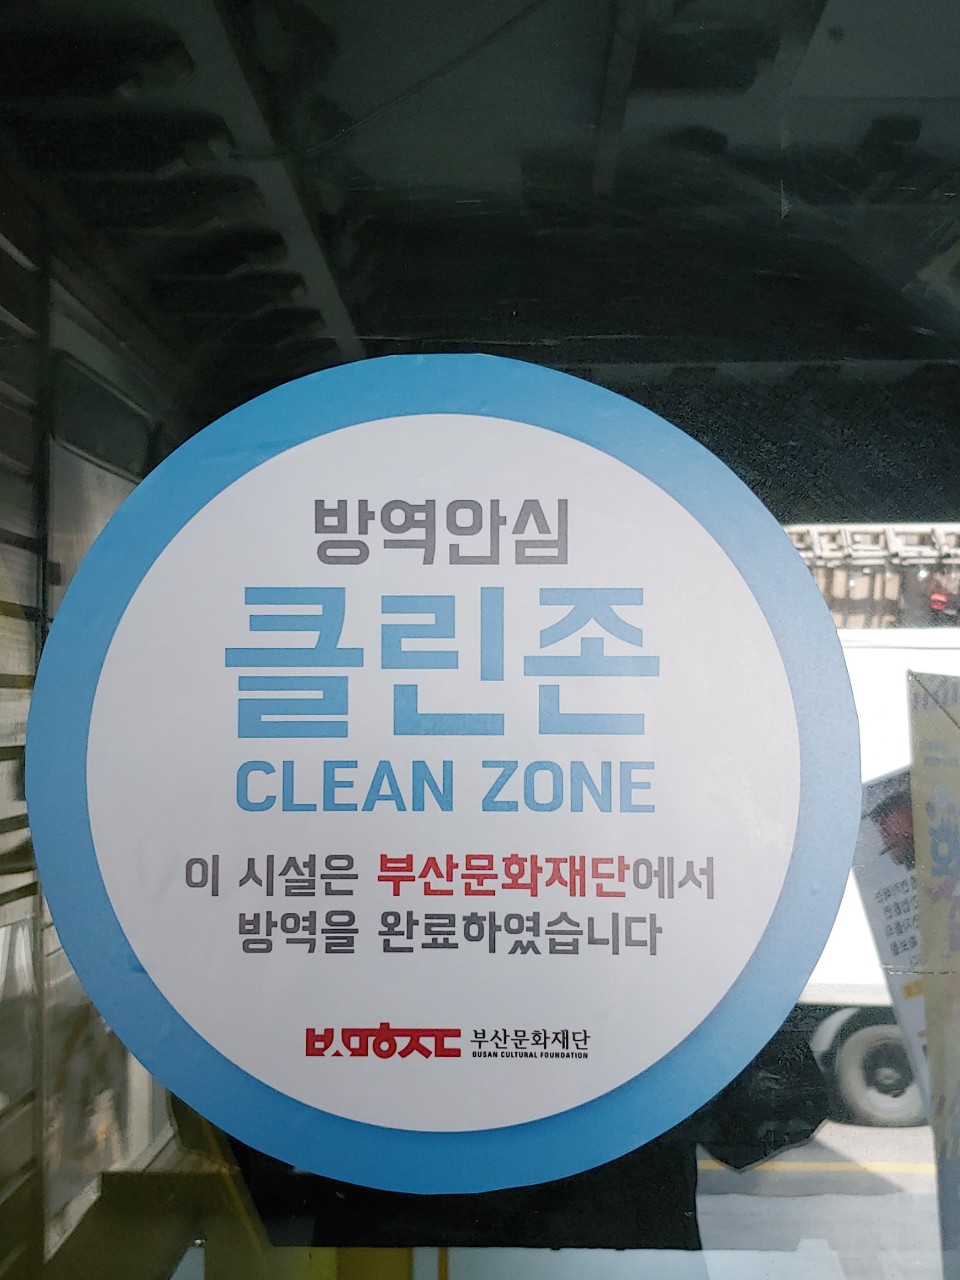 방역안심
클린존
CLEAN ZONE
이 시설은 부산문화재단에서
방역을 완료하였습니다
부산문화재단
BUSAN CULTURAL FOUNDATION